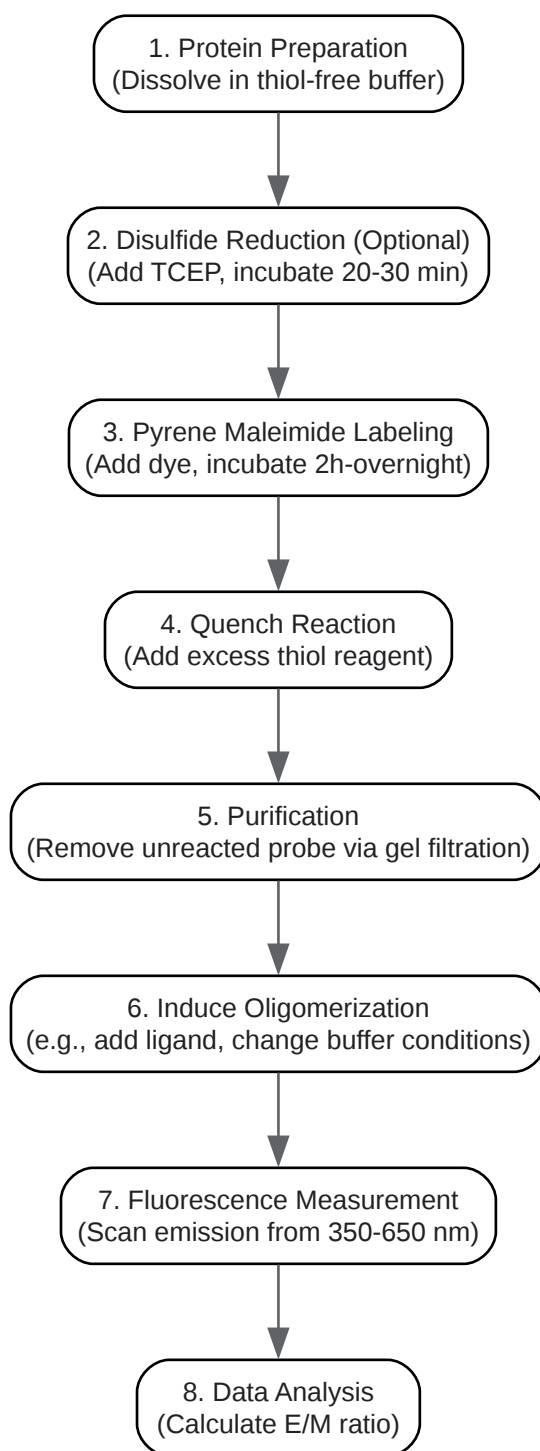 1. Protein Preparation
(Dissolve in thiol-free buffer)
2. Disulfide Reduction (Optional)
(Add TCEP, incubate 20-30 min)
3. Pyrene Maleimide Labeling
(Add dye, incubate 2h-overnight)
4. Quench Reaction
(Add excess thiol reagent)
5. Purification
(Remove unreacted probe via gel filtration)
6. Induce Oligomerization
(e.g., add ligand, change buffer conditions)
7. Fluorescence Measurement
(Scan emission from 350-650 nm)
8. Data Analysis
(Calculate E/M ratio)